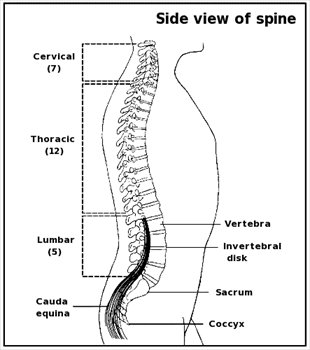 Side view of spine
Cervical
(7)
Thoracic
(12)
Lumbar
(5)
Vertebra
Invertebral
disk
Sacrum
Cauda
equina
Coccyx